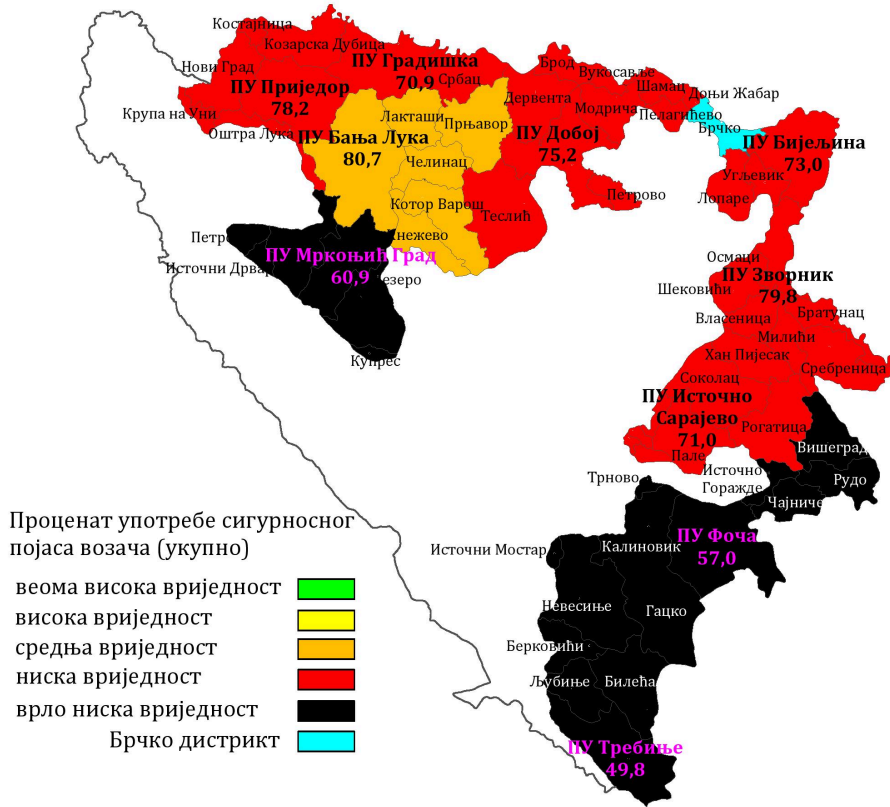 Костајница
Козарска Дубица
Нови Град
ПУ Градишка
70,9
Србац
Брод
Вукосавље
Шамац
Доњи Жабар
ПУ Приједор
78,2
Дервента
Модрича
Пелагићево
Крупа на Уни
Лакташи
Прњавор
Брчко
Оштра Лука
ПУ Бања Лука
80,7
ПУ Добој
75,2
ПУ Бијељина
73,0
Челинац
Угљевик
Котор Варош
Теслић
Петрово
Лопаре
Петро
нежево
ПУ Мркоњић Град
60,9
Источни Дрвар
езеро
Купрес
Осмаци
ПУ Зворник
79,8
Шековићи
Братунац
Власеница
Милићи
Хан Пијесак
Сребреница
Соколац
ПУ Источно
Сарајево
71,0
Рогатица
Вишеград
Пале
Трново
Источно
Горажде
Рудо
Чајниче
Проценат употребе сигурносног
појаса возача (укупно)
ПУ Фоча
57,0
Источни Мостар
Калиновик
веома висока вриједност
висока вриједност
средња вриједност
ниска вриједност
врло ниска вриједност
Брчко дистрикт
Невесиње
Гацко
Берковићи
Љубиње
Билећа
ПУ Требиње
49,8